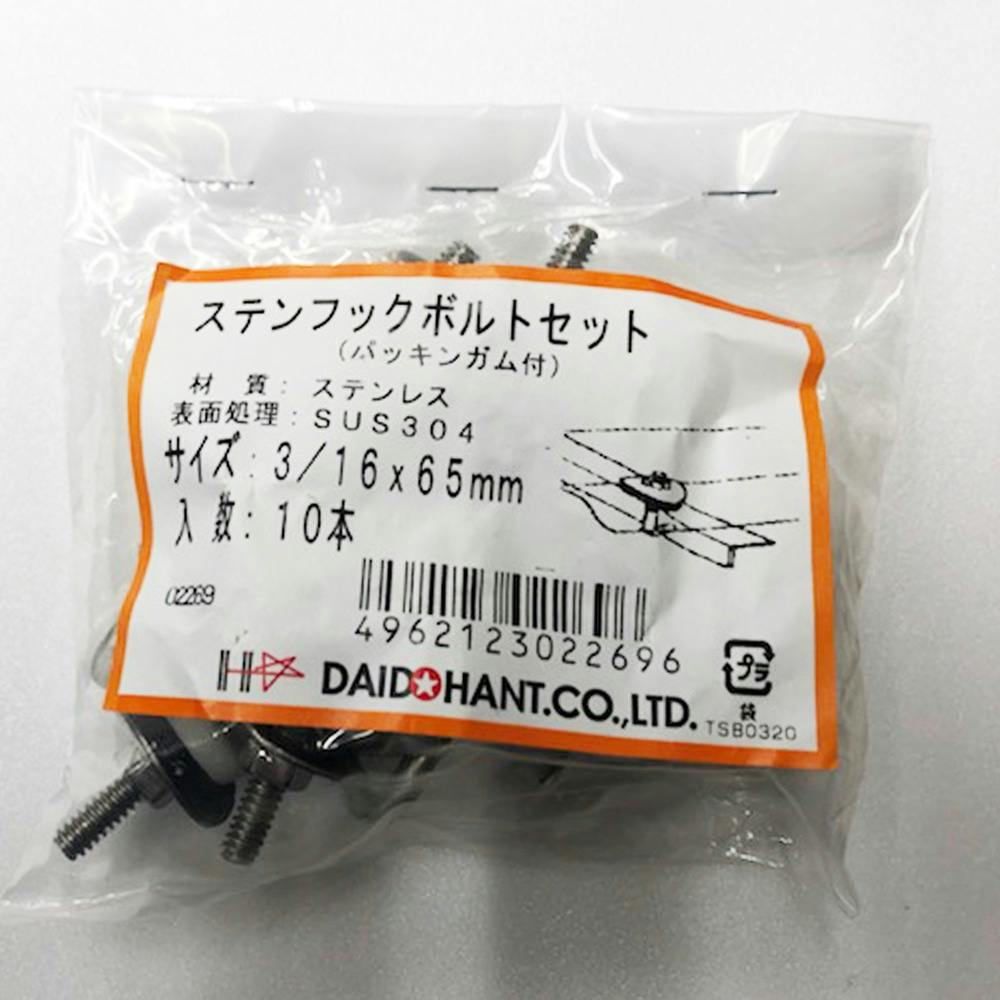 ステンフックボルトセット
（パッキンガム付）
材　質：ステンレス
表面処理：ＳＵＳ３０４
サイズ：３／１６ｘ６５ｍｍ
入　数：１０本
02269
4962123022696
DAIDOHANT.CO.,LTD.
プラ
袋
TSB0320